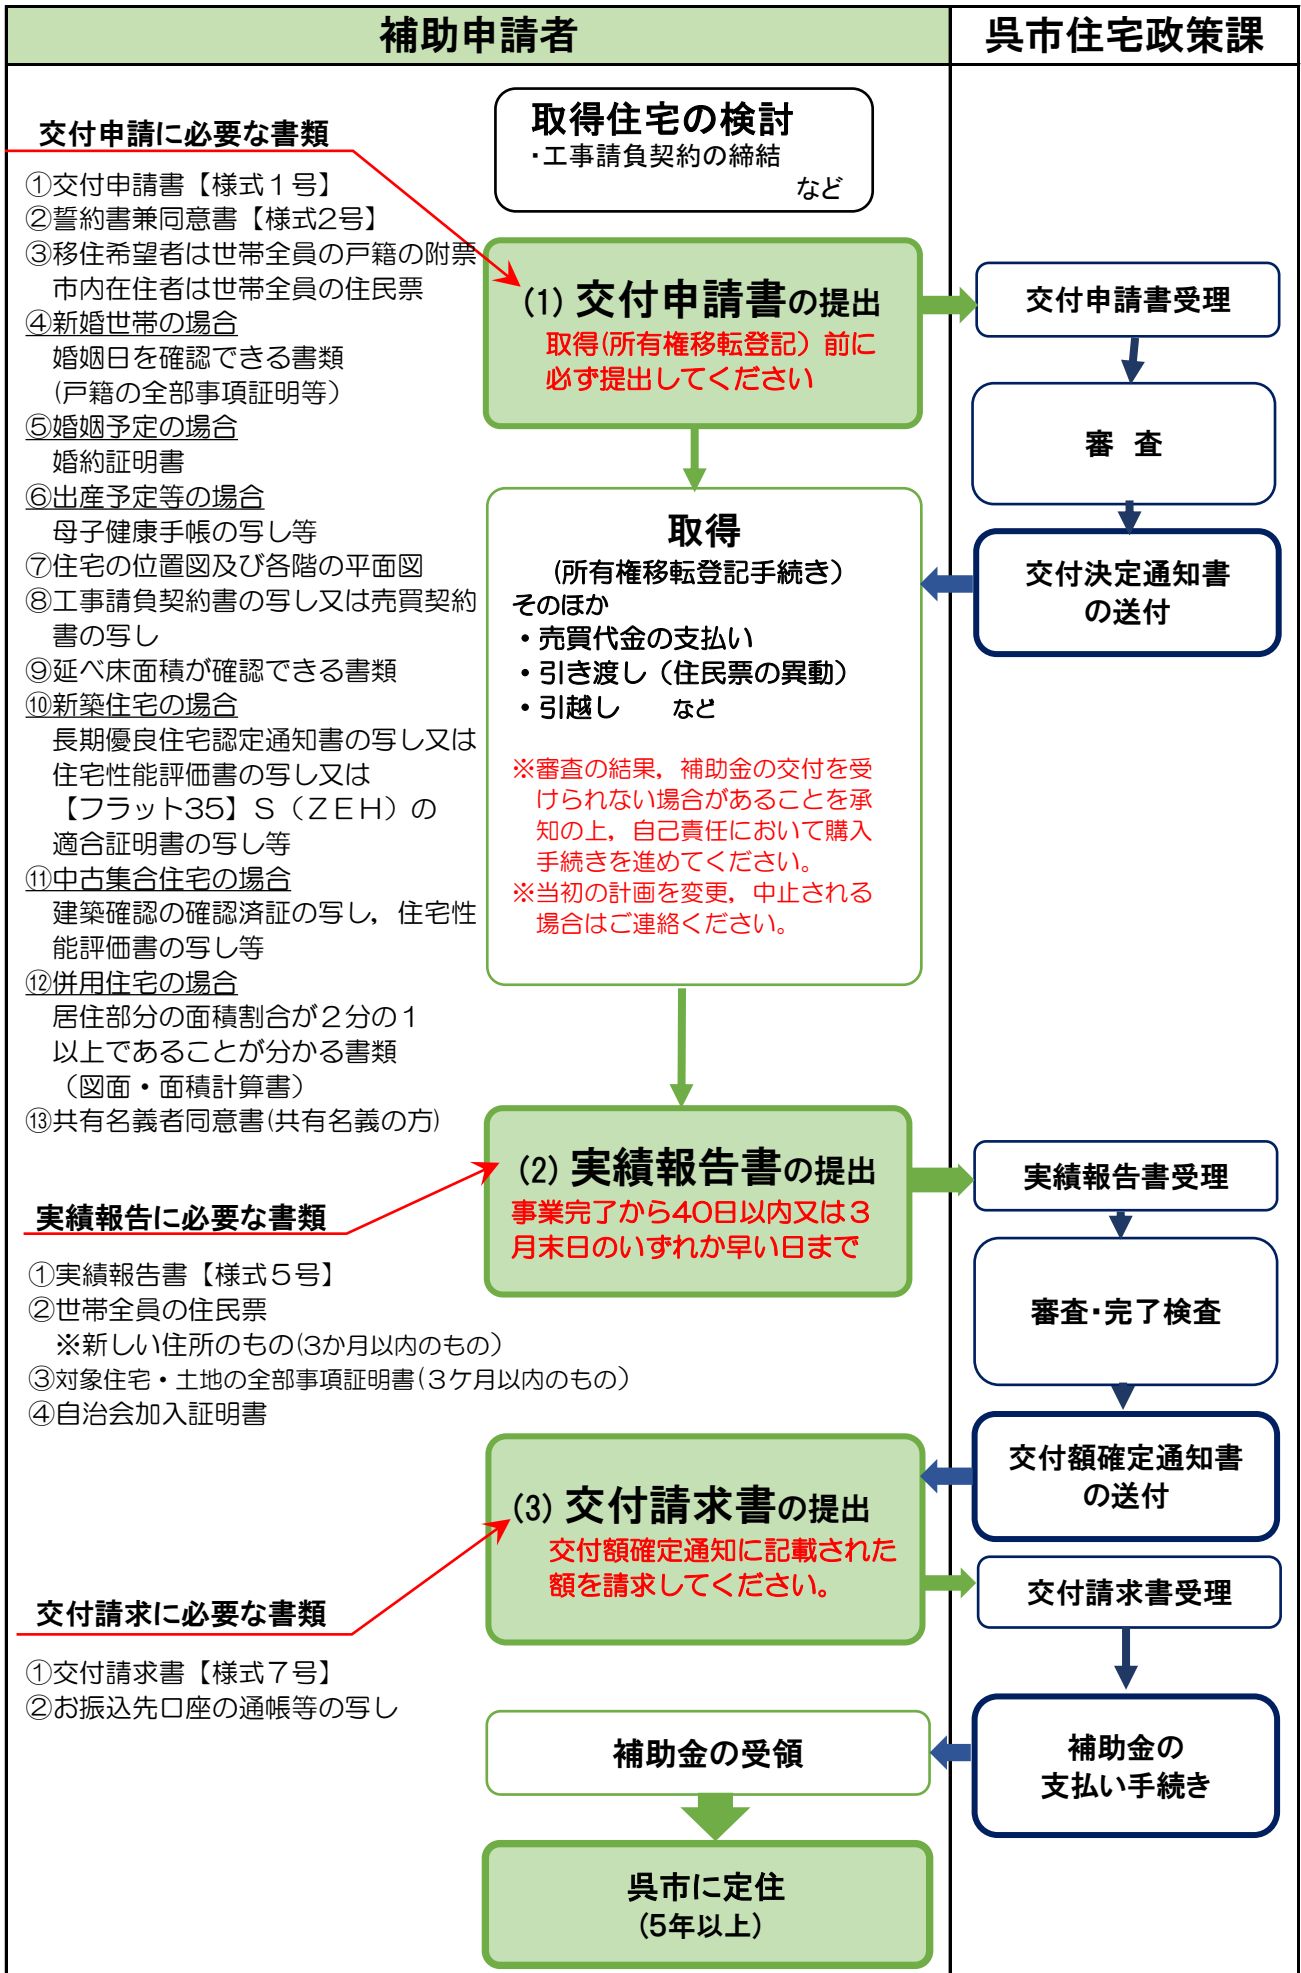 補助申請者
呉市住宅政策課
取得住宅の検討
・工事請負契約の締結
など
交付申請に必要な書類
①交付申請書【様式１号】
②誓約書兼同意書【様式2号】
③移住希望者は世帯全員の戸籍の附票
市内在住者は世帯全員の住民票
④新婚世帯の場合
婚姻日を確認できる書類
(戸籍の全部事項証明等）
⑤婚姻予定の場合
婚約証明書
⑥出産予定等の場合
母子健康手帳の写し等
⑦住宅の位置図及び各階の平面図
⑧工事請負契約書の写し又は売買契約
書の写し
⑨延べ床面積が確認できる書類
⑩新築住宅の場合
長期優良住宅認定通知書の写し又は
住宅性能評価書の写し又は
【フラット35】Ｓ（ＺＥＨ）の
適合証明書の写し等
⑪中古集合住宅の場合
建築確認の確認済証の写し，住宅性
能評価書の写し等
⑫併用住宅の場合
居住部分の面積割合が２分の１
以上であることが分かる書類
（図面・面積計算書）
⑬共有名義者同意書(共有名義の方)
(1) 交付申請書の提出
取得(所有権移転登記）前に
必ず提出してください
交付申請書受理
審　査
交付決定通知書
の送付
取得
(所有権移転登記手続き）
そのほか
・売買代金の支払い
・引き渡し（住民票の異動）
・引越し　　など
※審査の結果，補助金の交付を受
けられない場合があることを承
知の上，自己責任において購入
手続きを進めてください。
※当初の計画を変更，中止される
場合はご連絡ください。
(2) 実績報告書の提出
事業完了から40日以内又は３
月末日のいずれか早い日まで
実績報告書受理
審査・完了検査
交付額確定通知書
の送付
実績報告に必要な書類
①実績報告書【様式５号】
②世帯全員の住民票
※新しい住所のもの(3か月以内のもの）
③対象住宅・土地の全部事項証明書(３ケ月以内のもの）
④自治会加入証明書
(3) 交付請求書の提出
交付額確定通知に記載された
額を請求してください。
交付請求書受理
交付請求に必要な書類
①交付請求書【様式７号】
②お振込先口座の通帳等の写し
補助金の
支払い手続き
補助金の受領
呉市に定住
(5年以上）